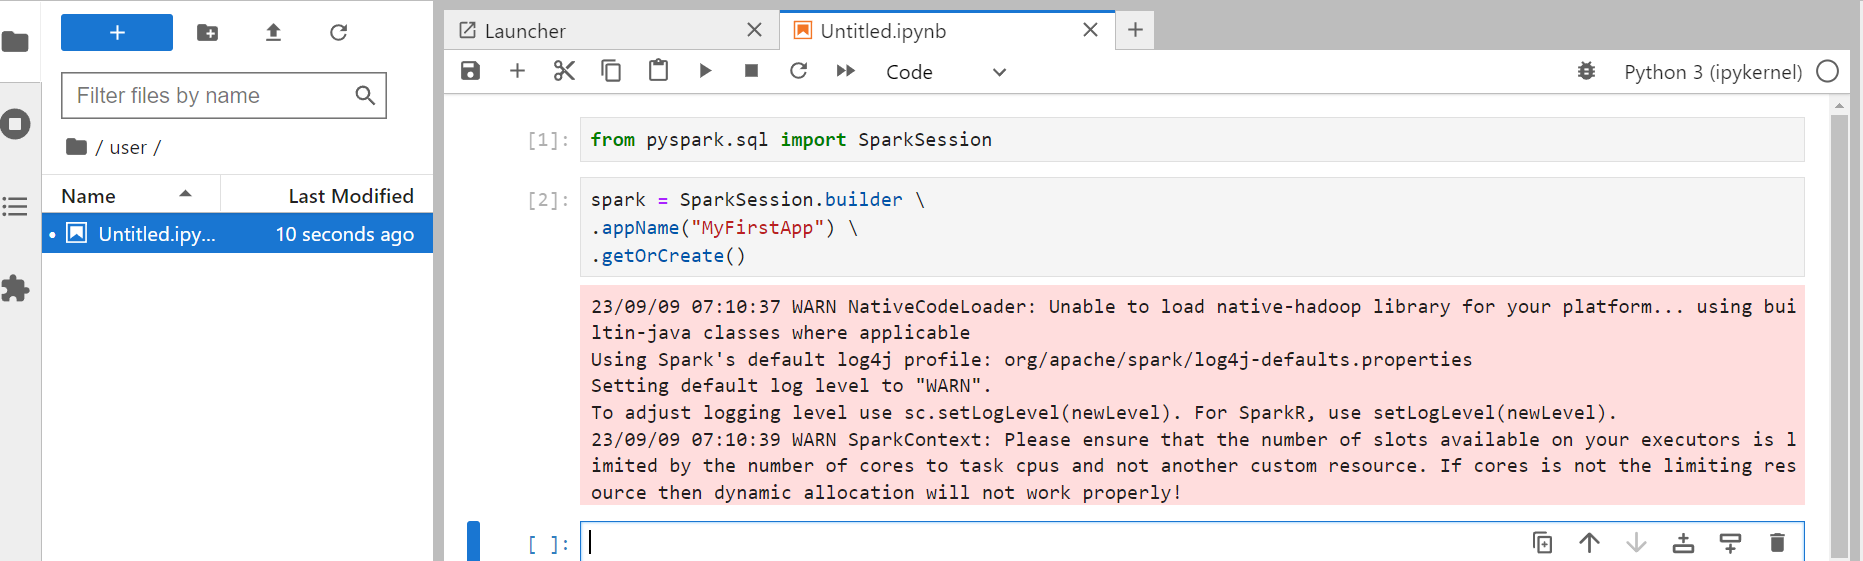 Launcher
Untitled.ipynb
Code
Python 3 (ipykernel)
Filter files by name
/ user /
Name
Last Modified
Untitled.ipy...
10 seconds ago
[1]:
from pyspark.sql import SparkSession
[2]:
spark = SparkSession.builder \
.appName("MyFirstApp") \
.getOrCreate()
23/09/09 07:10:37 WARN NativeCodeLoader: Unable to load native-hadoop library for your platform... using bui
ltin-java classes where applicable
Using Spark's default log4j profile: org/apache/spark/log4j-defaults.properties
Setting default log level to "WARN".
To adjust logging level use sc.setLogLevel(newLevel). For SparkR, use setLogLevel(newLevel).
23/09/09 07:10:39 WARN SparkContext: Please ensure that the number of slots available on your executors is l
imited by the number of cores to task cpus and not another custom resource. If cores is not the limiting res
ource then dynamic allocation will not work properly!
[ ]: